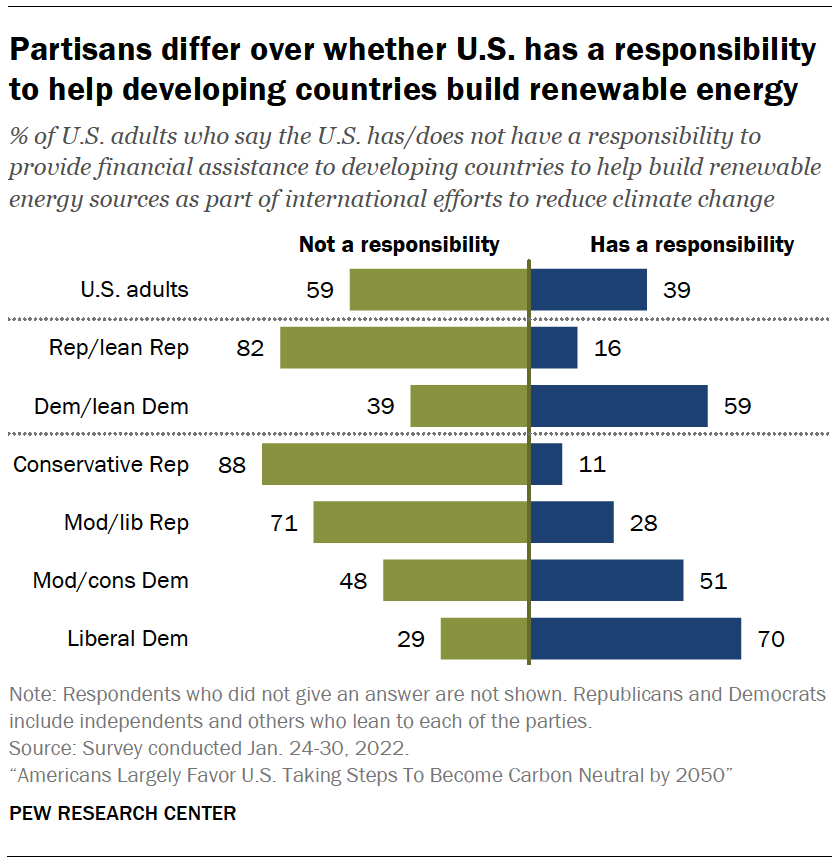 Partisans differ over whether U.S. has a responsibility
to help developing countries build renewable energy
% of U.S. adults who say the U.S. has/does not have a responsibility to
provide financial assistance to developing countries to help build renewable
energy sources as part of international efforts to reduce climate change
Not a responsibility Has a responsibility
U.S. adults 59 39
Rep/lean Rep 82 16
Dem/lean Dem 39 59
Conservative Rep 88 11
Mod/lib Rep 71 28
Mod/cons Dem 48 51
Liberal Dem 29 70
Note: Respondents who did not give an answer are not shown. Republicans and Democrats
include independents and others who lean to each of the parties.
Source: Survey conducted Jan. 24-30, 2022.
“Americans Largely Favor U.S. Taking Steps To Become Carbon Neutral by 2050”
PEW RESEARCH CENTER